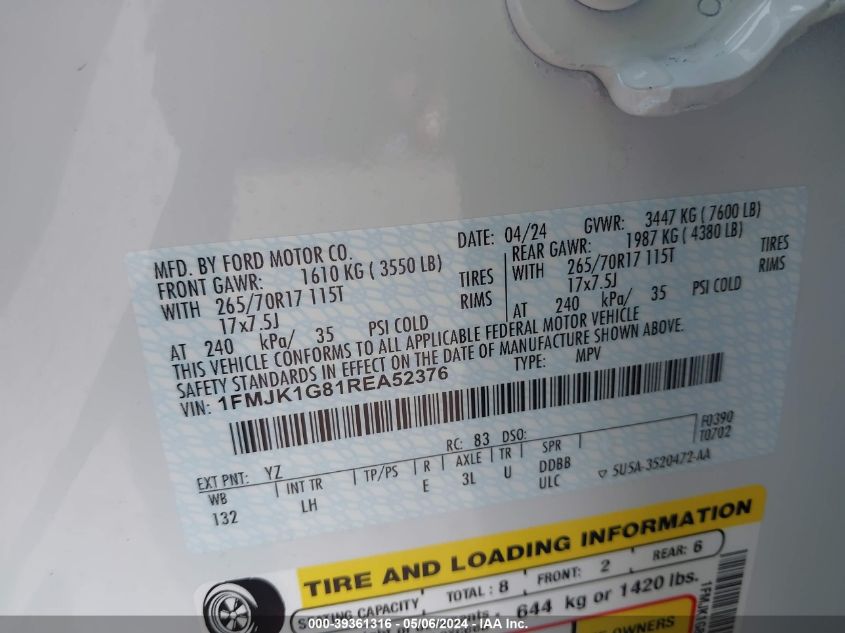 MFD. BY FORD MOTOR CO.
DATE: 04/24 GVWR: 3447 KG ( 7600 LB)
FRONT GAWR: 1610 KG ( 3550 LB)
REAR GAWR: 1987 KG ( 4380 LB)
WITH 265/70R17 115T TIRES
WITH 265/70R17 115T TIRES
17x7.5J RIMS
17x7.5J RIMS
AT 240 kPa/ 35 PSI COLD
AT 240 kPa/ 35 PSI COLD
THIS VEHICLE CONFORMS TO ALL APPLICABLE FEDERAL MOTOR VEHICLE
SAFETY STANDARDS IN EFFECT ON THE DATE OF MANUFACTURE SHOWN ABOVE.
VIN: 1FMJK1G81REA52376 TYPE: MPV
F0390
T0702
EXT PNT: YZ RC: 83 DSO:
WB INT TR TP/PS R AXLE TR SPR
132 LH E 3L U DDBB
ULC SU5A-3520472-AA
TIRE AND LOADING INFORMATION
SEATING CAPACITY TOTAL : 8 FRONT: 2 REAR: 6
644 kg or 1420 lbs.
OWNERS
000-39361316 - 05/06/2024 - IAA Inc.